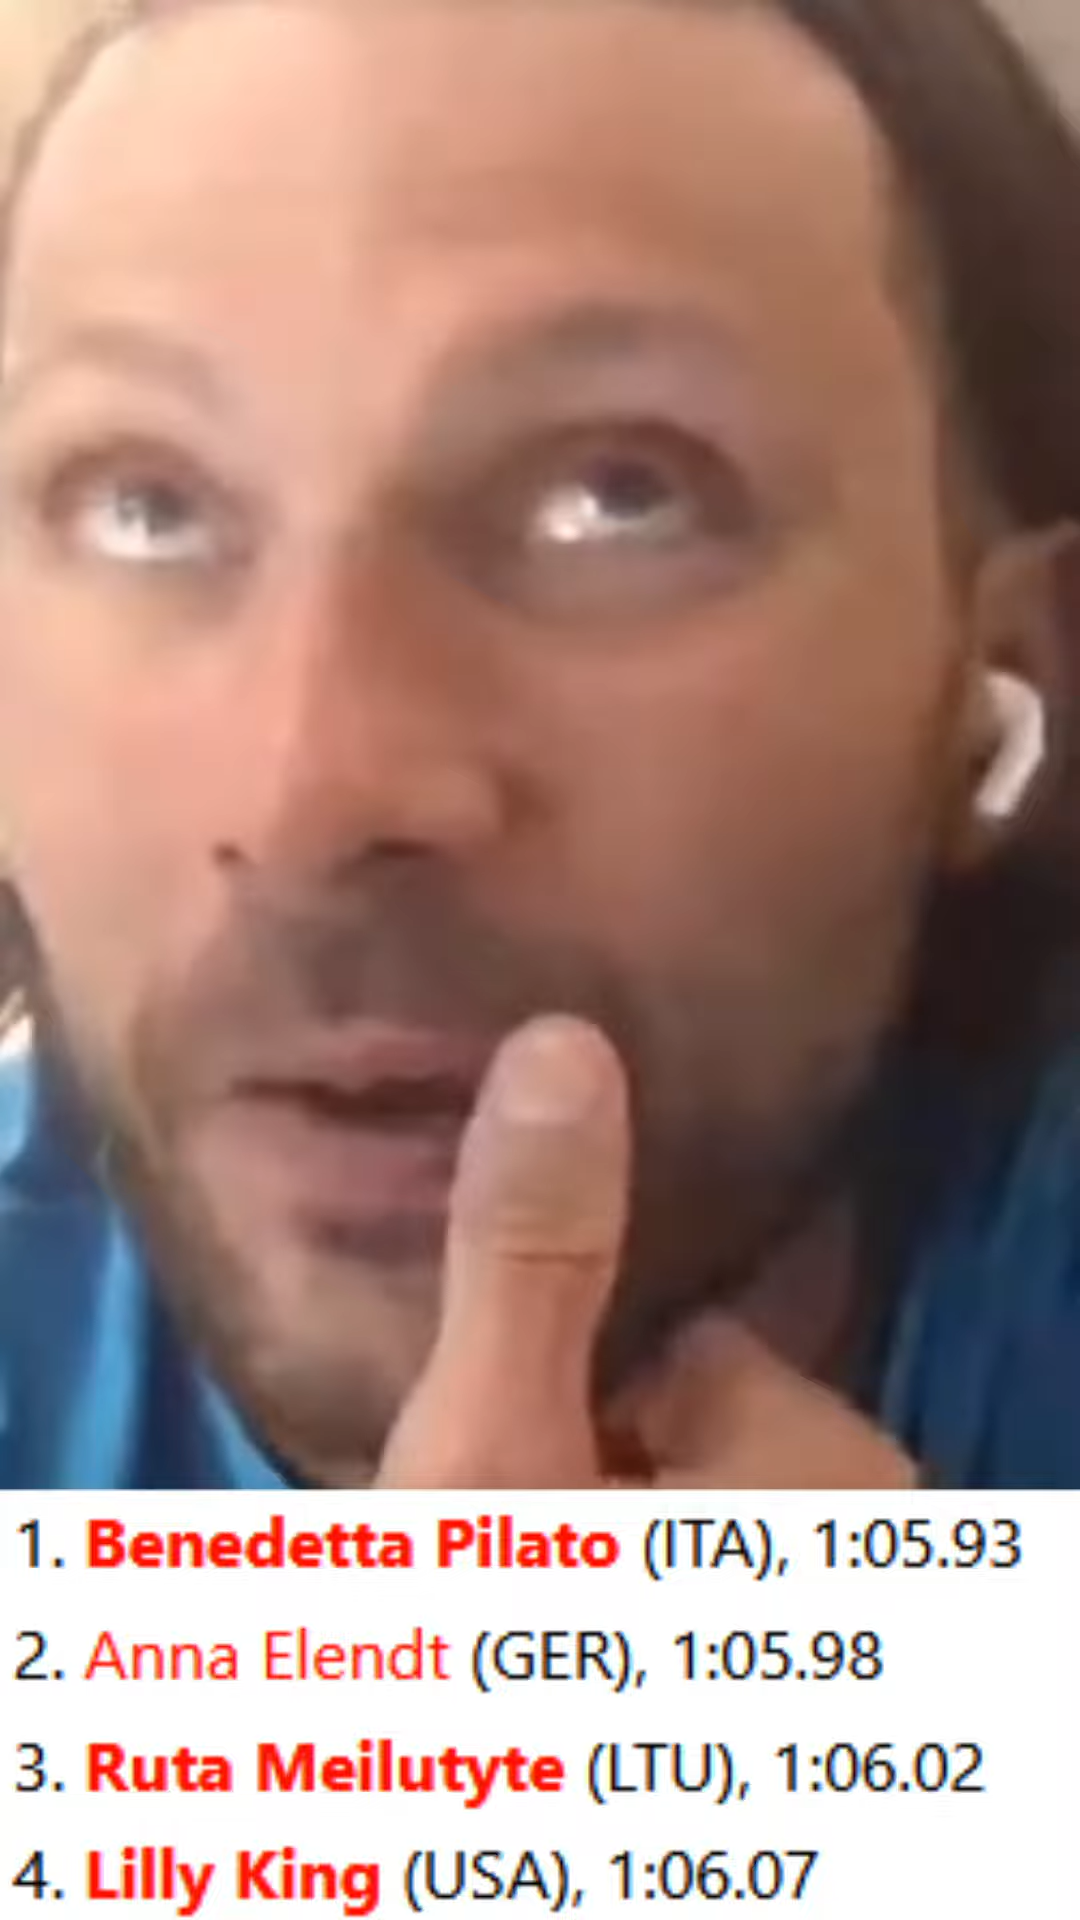 1. Benedetta Pilato (ITA), 1:05.93
2. Anna Elendt (GER), 1:05.98
3. Ruta Meilutyte (LTU), 1:06.02
4. Lilly King (USA), 1:06.07